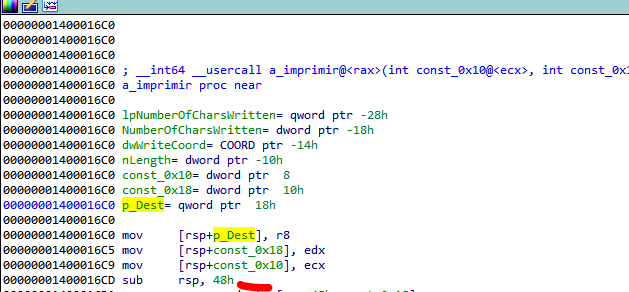 00000001400016C0
00000001400016C0
00000001400016C0
00000001400016C0 ; __int64 __usercall a_imprimir@<rax>(int const_0x10@<ecx>, int const_0x1
00000001400016C0 a_imprimir proc near
00000001400016C0
00000001400016C0 lpNumberOfCharsWritten= qword ptr -28h
00000001400016C0 NumberOfCharsWritten= dword ptr -18h
00000001400016C0 dwWriteCoord= COORD ptr -14h
00000001400016C0 nLength= dword ptr -10h
00000001400016C0 const_0x10= dword ptr  8
00000001400016C0 const_0x18= dword ptr  10h
00000001400016C0 p_Dest= qword ptr  18h
00000001400016C0
00000001400016C0 mov     [rsp+p_Dest], r8
00000001400016C5 mov     [rsp+const_0x18], edx
00000001400016C9 mov     [rsp+const_0x10], ecx
00000001400016CD sub     rsp, 48h